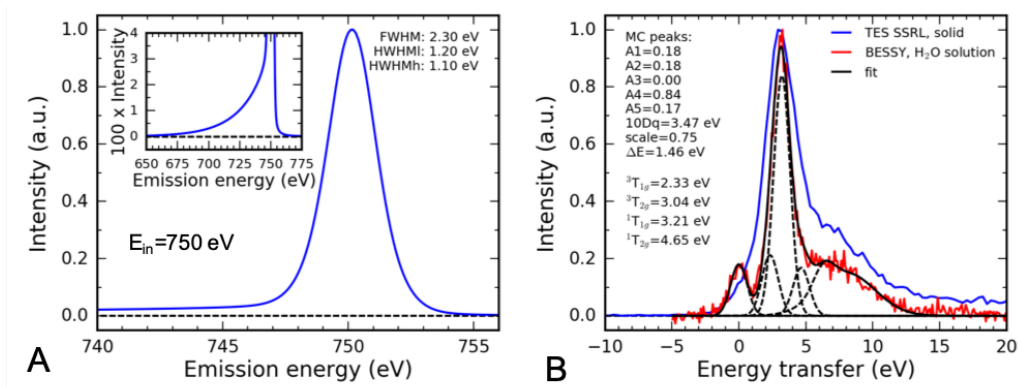 FWHM: 2.30 eV
HWHMl: 1.20 eV
HWHMh: 1.10 eV
100 x Intensity
4
3
2
1
0
650 675 700 725 750 775
Emission energy (eV)
E_in=750 eV
Intensity (a.u.)
1.0
0.8
0.6
0.4
0.2
0.0
740 745 750 755
Emission energy (eV)
A
MC peaks:
A1=0.18
A2=0.18
A3=0.00
A4=0.84
A5=0.17
10Dq=3.47 eV
scale=0.75
ΔE=1.46 eV
³T₁g=2.33 eV
³T₂g=3.04 eV
¹T₁g=3.21 eV
¹T₂g=4.65 eV
TES SSRL, solid
BESSY, H₂O solution
fit
Intensity (a.u.)
1.0
0.8
0.6
0.4
0.2
0.0
−10 −5 0 5 10 15 20
Energy transfer (eV)
B